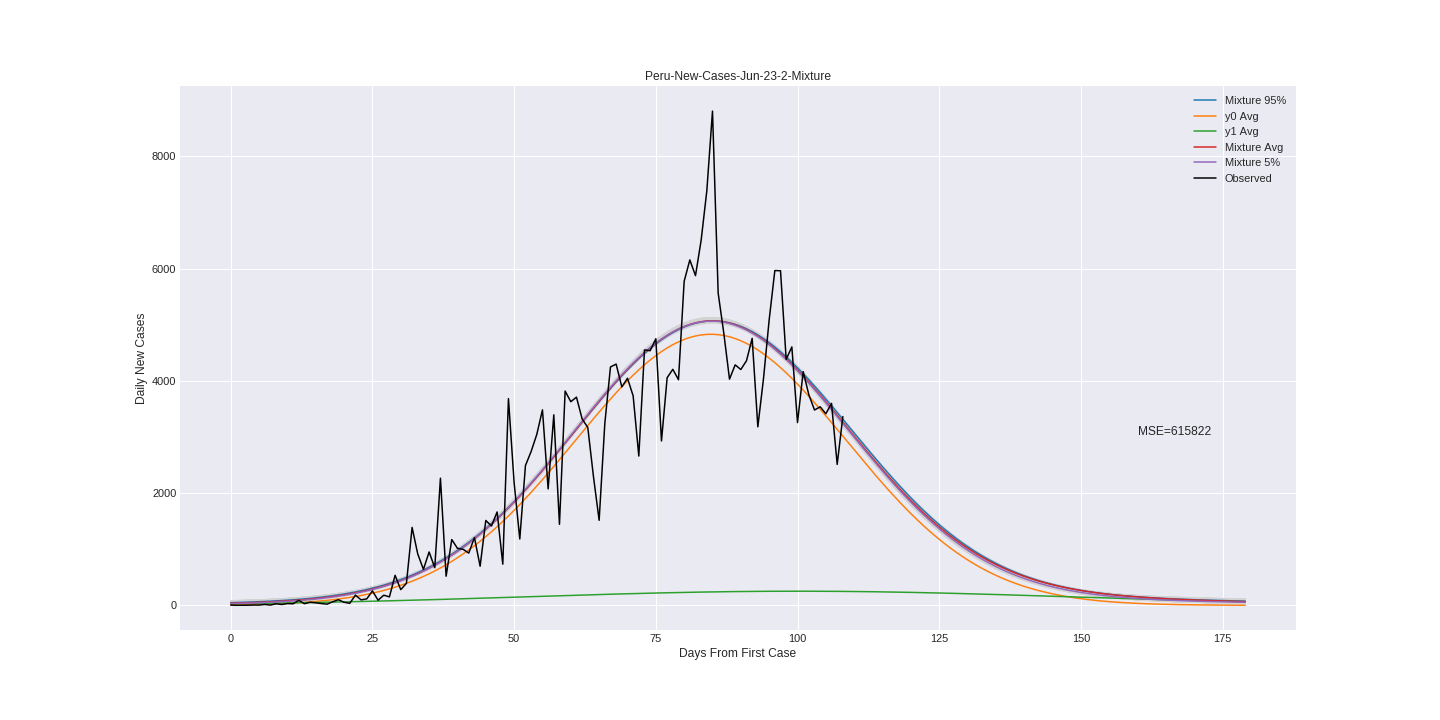 Peru-New-Cases-Jun-23-2-Mixture
Mixture 95%
y0 Avg
y1 Avg
Mixture Avg
Mixture 5%
Observed
8000
6000
4000
2000
0
Daily New Cases
MSE=615822
0 25 50 75 100 125 150 175
Days From First Case